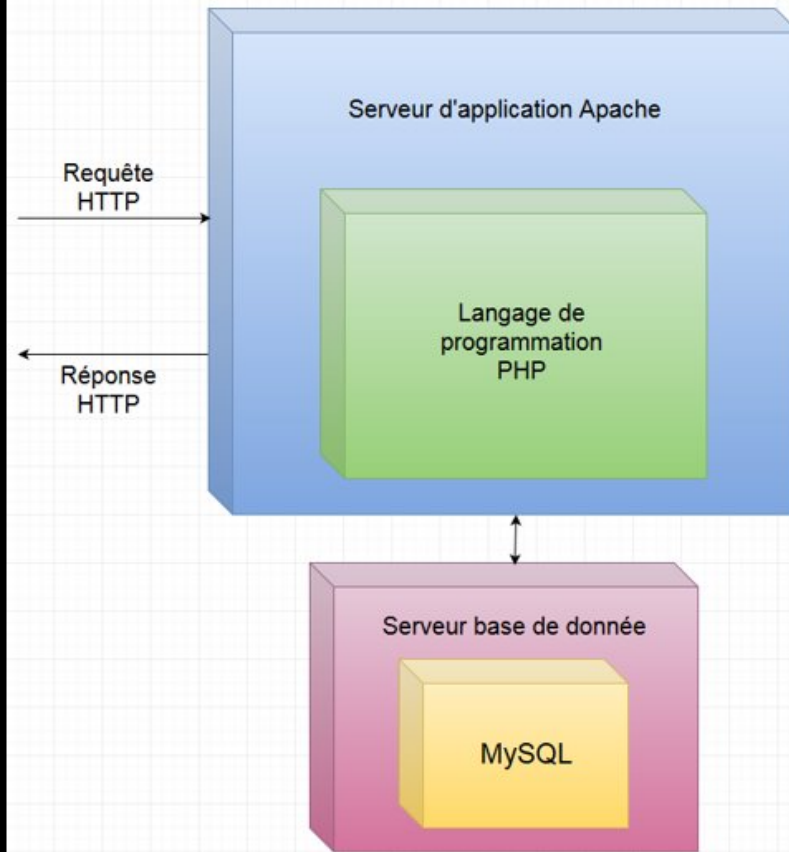 Serveur d'application Apache
Requête
HTTP
Langage de
programmation
PHP
Réponse
HTTP
Serveur base de donnée
MySQL